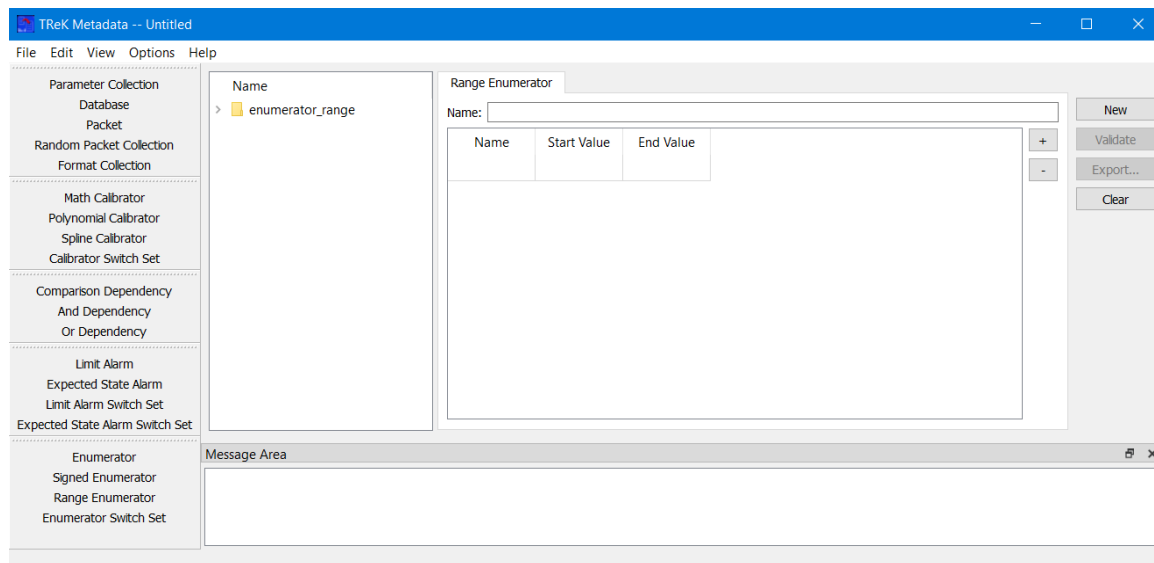 TReK Metadata -- Untitled
File Edit View Options Help
Parameter Collection
Database
Packet
Random Packet Collection
Format Collection
Math Calibrator
Polynomial Calibrator
Spline Calibrator
Calibrator Switch Set
Comparison Dependency
And Dependency
Or Dependency
Limit Alarm
Expected State Alarm
Limit Alarm Switch Set
Expected State Alarm Switch Set
Enumerator
Signed Enumerator
Range Enumerator
Enumerator Switch Set
Name
enumerator_range
Range Enumerator
Name:
Name Start Value End Value
+
-
New
Validate
Export...
Clear
Message Area